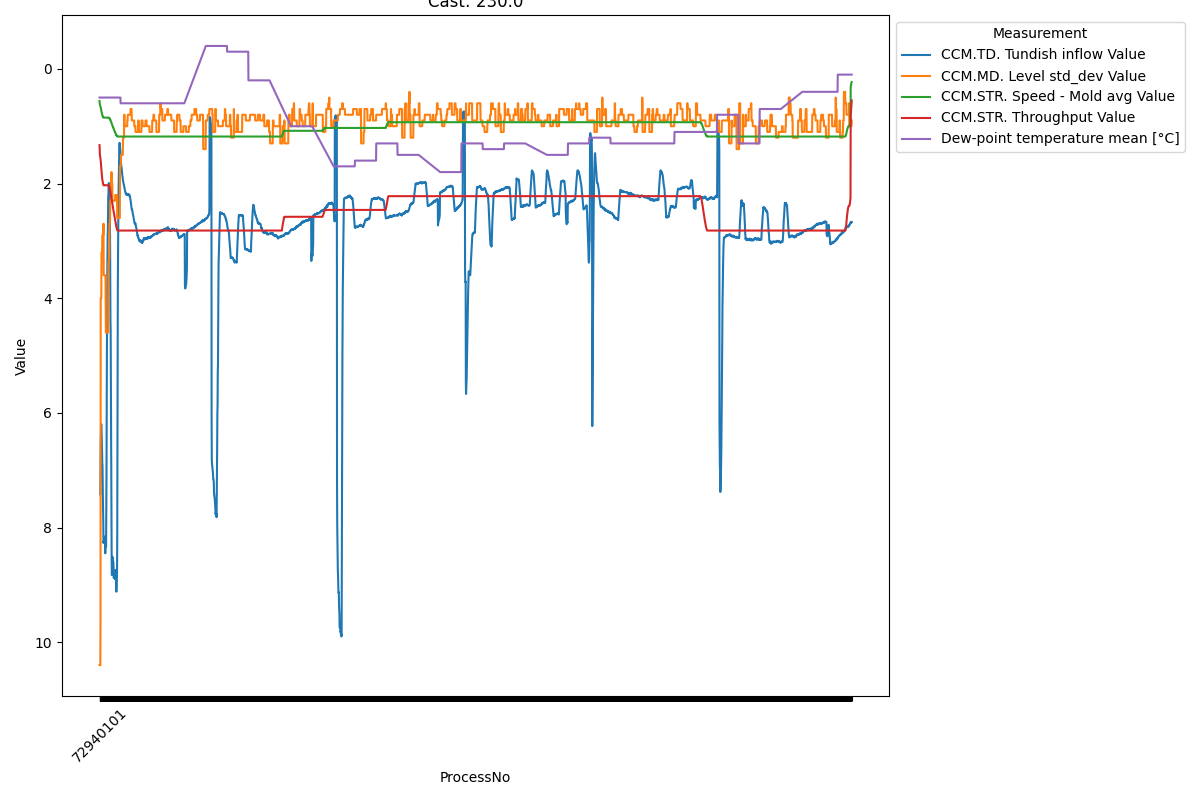 Cast: 230.0
Measurement
CCM.TD. Tundish inflow Value
CCM.MD. Level std_dev Value
CCM.STR. Speed - Mold avg Value
CCM.STR. Throughput Value
Dew-point temperature mean [°C]
0
2
4
6
8
10
Value
72940101
ProcessNo